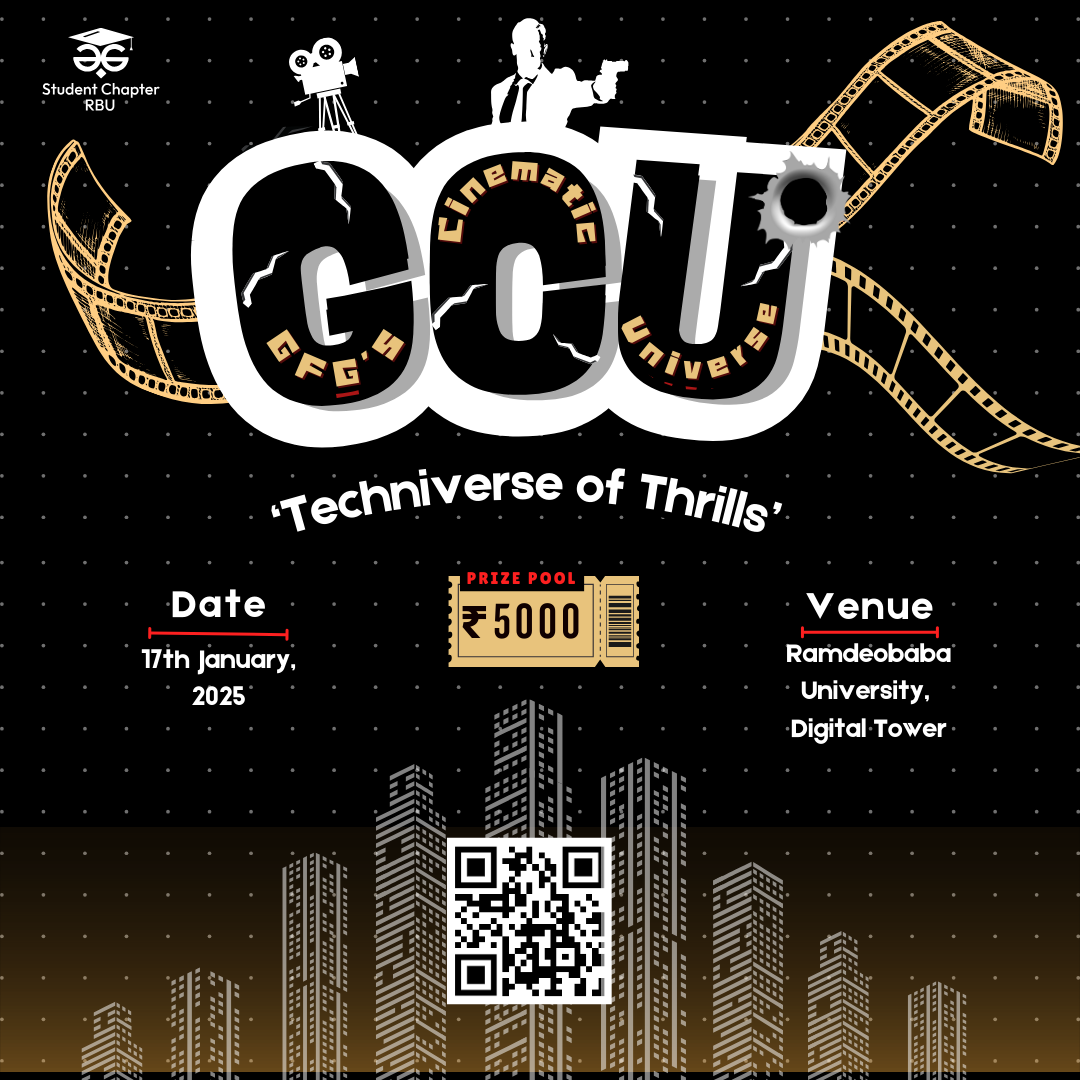 Student Chapter
RBU
GCU
GFG's
Cinematic
Universe
‘Techniverse of Thrills’
Date
17th January,
2025
PRIZE POOL
₹5000
Venue
Ramdeobaba
University,
Digital Tower